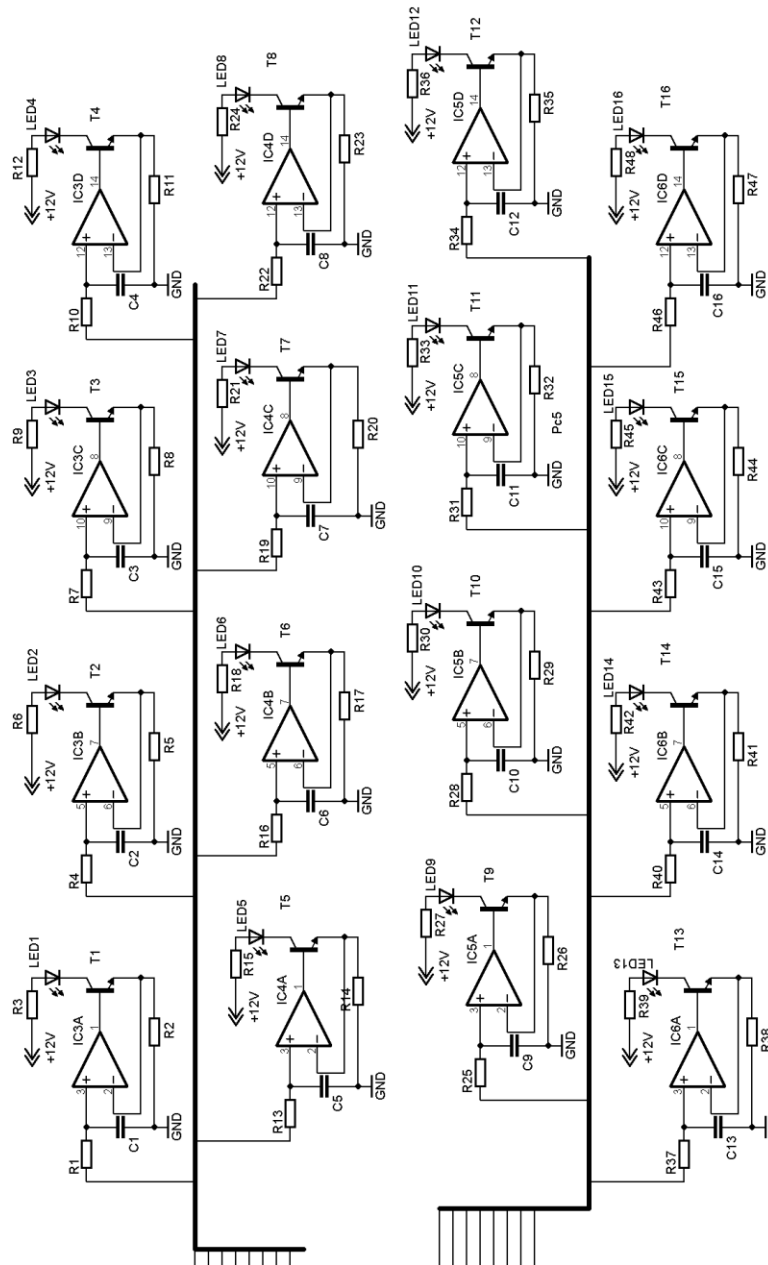 R3
LED1
+12V
T1
IC3A
3
2
1
+
−
R1
C1
R2
GND
R6
LED2
+12V
T2
IC3B
5
6
7
+
−
R4
C2
R5
GND
R9
LED3
+12V
T3
IC3C
10
9
8
+
−
R7
C3
R8
GND
R12
LED4
+12V
T4
IC3D
12
13
14
+
−
R10
C4
R11
GND
R15
LED5
+12V
T5
IC4A
3
2
1
+
−
R13
C5
R14
GND
R18
LED6
+12V
T6
IC4B
5
6
7
+
−
R16
C6
R17
GND
R21
LED7
+12V
T7
IC4C
10
9
8
+
−
R19
C7
R20
GND
R24
LED8
+12V
T8
IC4D
12
13
14
+
−
R22
C8
R23
GND
R27
LED9
+12V
T9
IC5A
3
2
1
+
−
R25
C9
R26
GND
R30
LED10
+12V
T10
IC5B
5
6
7
+
−
R28
C10
R29
GND
R33
LED11
+12V
T11
IC5C
10
9
8
+
−
R31
C11
R32
Pc5
GND
R36
LED12
+12V
T12
IC5D
12
13
14
+
−
R34
C12
R35
GND
R39
LED13
+12V
T13
IC6A
3
2
1
+
−
R37
C13
R38
R42
LED14
+12V
T14
IC6B
5
6
7
+
−
R40
C14
R41
GND
R45
LED15
+12V
T15
IC6C
10
9
8
+
−
R43
C15
R44
GND
R48
LED16
+12V
T16
IC6D
12
13
14
+
−
R46
C16
R47
GND